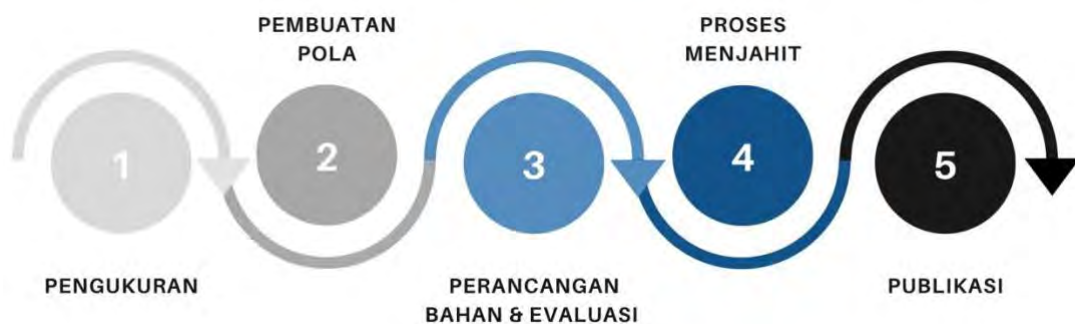 1
PENGUKURAN
PEMBUATAN
POLA
2
3
PERANCANGAN
BAHAN & EVALUASI
PROSES
MENJAHIT
4
5
PUBLIKASI